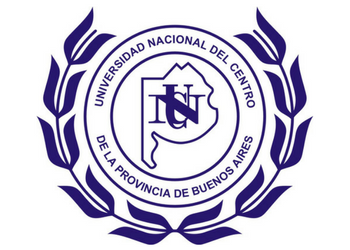 UNIVERSIDAD NACIONAL DEL CENTRO
DE LA PROVINCIA DE BUENOS AIRES
UNC